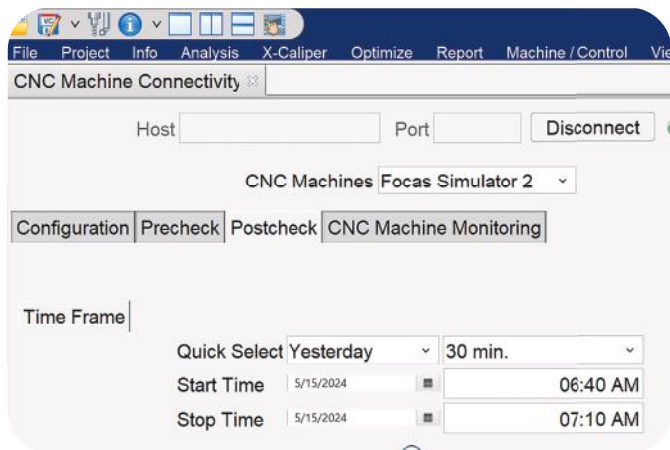 File Project Info Analysis X-Caliper Optimize Report Machine / Control
CNC Machine Connectivity
Host Port Disconnect
CNC Machines Focas Simulator 2
Configuration Precheck Postcheck CNC Machine Monitoring
Time Frame
Quick Select Yesterday 30 min.
Start Time 5/15/2024 06:40 AM
Stop Time 5/15/2024 07:10 AM